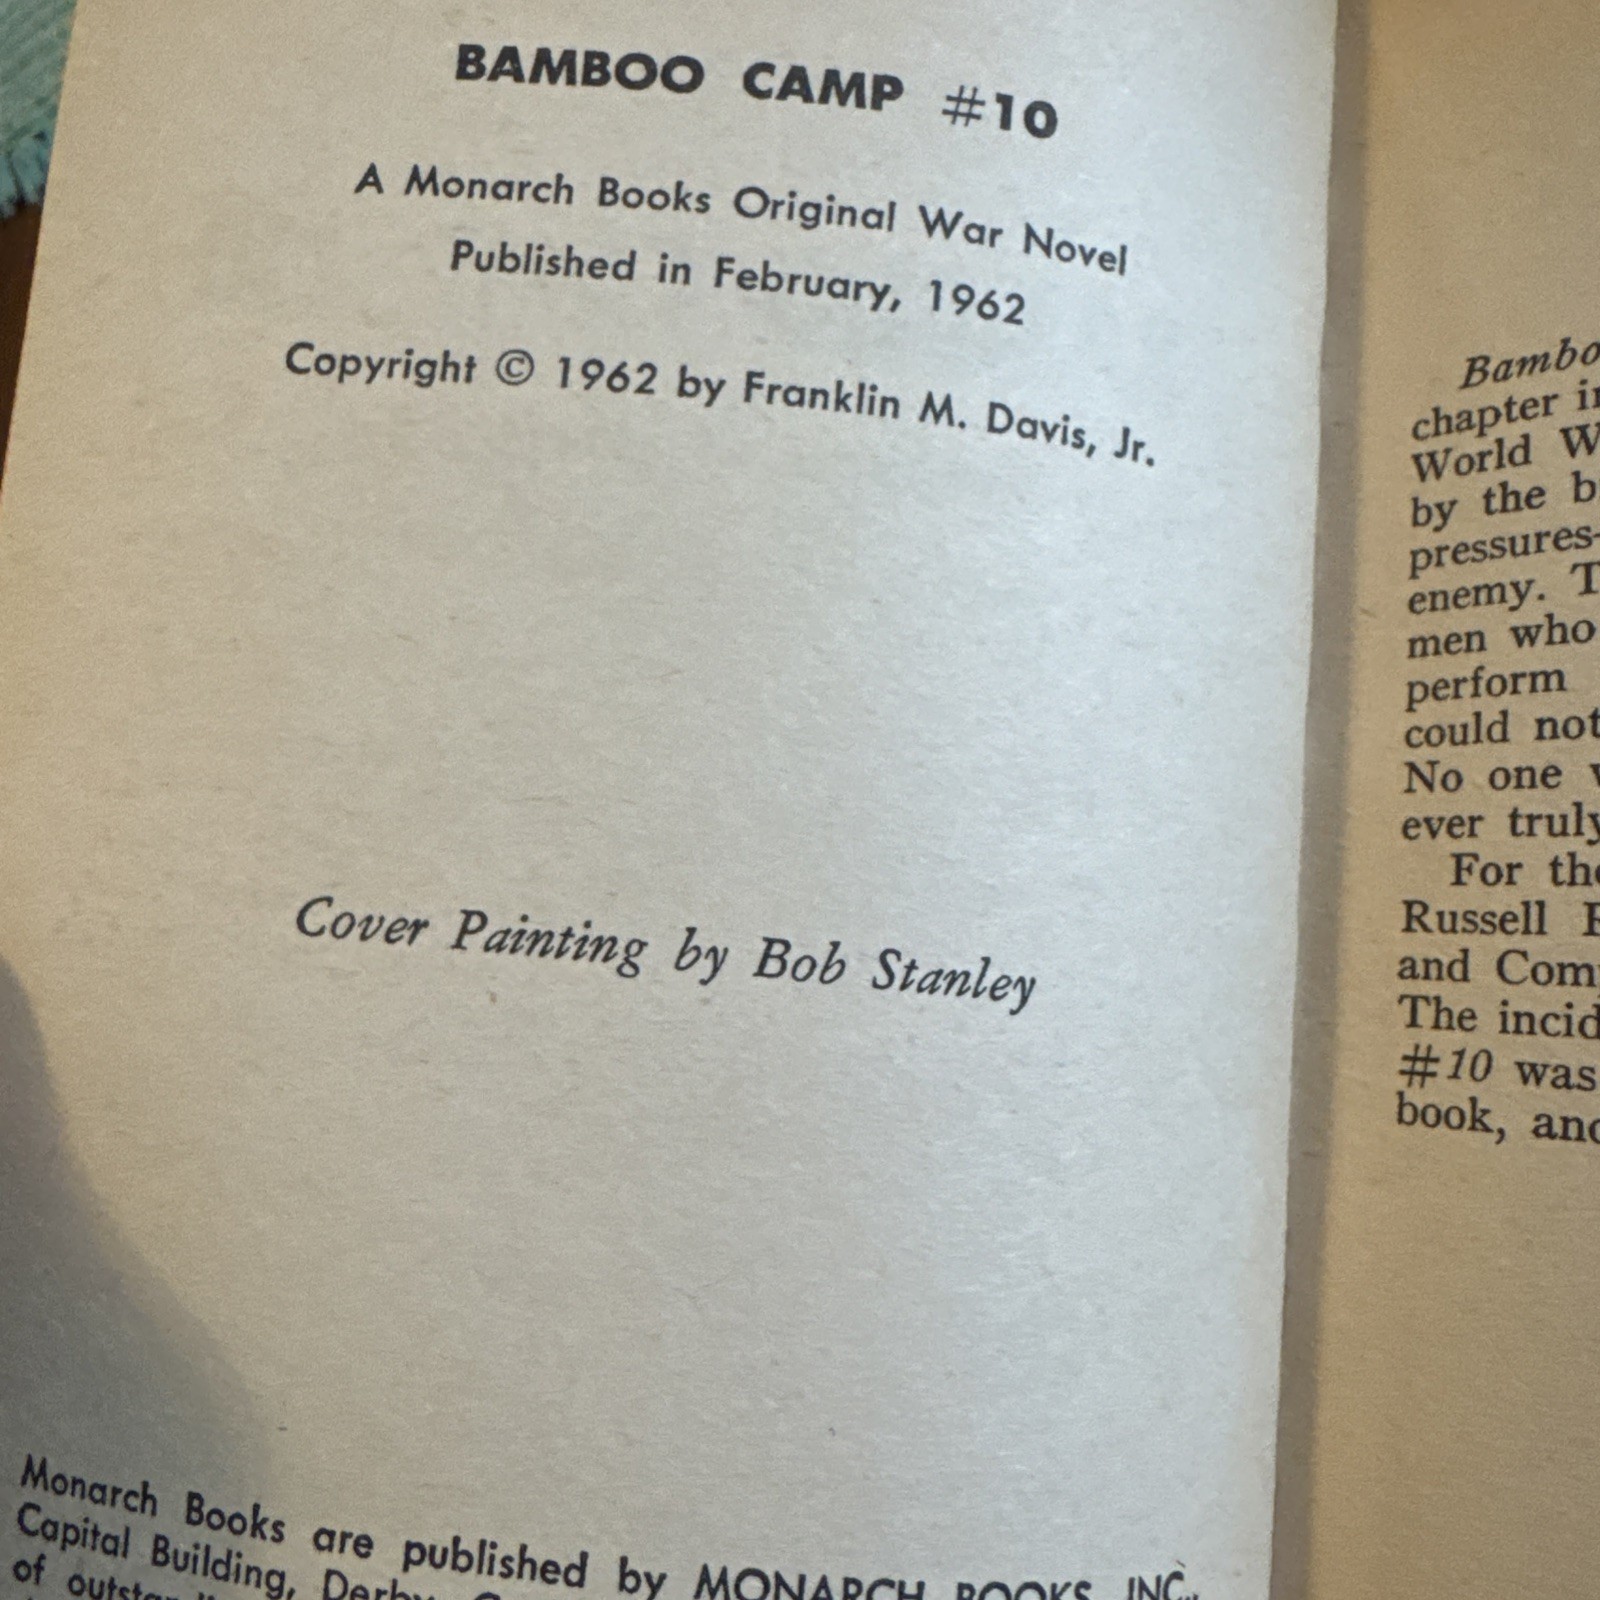 BAMBOO CAMP #10
A Monarch Books Original War Novel
Published in February, 1962
Copyright © 1962 by Franklin M. Davis, Jr.
Cover Painting by Bob Stanley
Monarch Books are published by MONARCH BOOKS, INC.,
Capital Building, Derby,
of
Bambo
chapter
World W
by the b
pressures-
enemy. T
men who
perform
could not
No one
ever truly
For the
Russell
and Com
The incid
#10 was
book, and